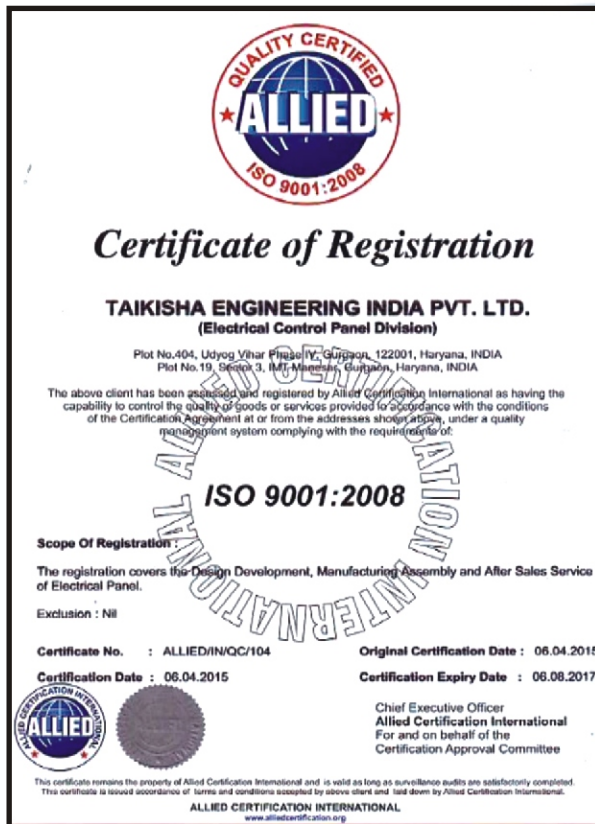 QUALITY CERTIFIED
ALLIED
ISO 9001:2008
Certificate of Registration
TAIKISHA ENGINEERING INDIA PVT. LTD.
(Electrical Control Panel Division)
Plot No.404, Udyog Vihar Phase IV, Gurgaon, 122001, Haryana, INDIA
Plot No.19, Sector 3, IMT Manesar, Gurgaon, Haryana, INDIA
The above client has been assessed and registered by Allied Certification International as having the
capability to control the quality of goods or services provided to accordance with the conditions
of the Certification Agreement at or from the addresses shown above, under a quality
management system complying with the requirements of:
ALLIED CERTIFICATION INTERNATIONAL
ISO 9001:2008
Scope Of Registration :
The registration covers the Design Development, Manufacturing Assembly and After Sales Service
of Electrical Panel.
Exclusion : Nil
Certificate No. : ALLIED/IN/QC/104
Original Certification Date : 06.04.2015
Certification Date : 06.04.2015
Certification Expiry Date : 06.08.2017
ALLIED CERTIFICATION INTERNATIONAL
ALLIED
Chief Executive Officer
Allied Certification International
For and on behalf of the
Certification Approval Committee
This certificate remains the property of Allied Certification International and is valid as long as surveillance audits are satisfactorily completed.
This certificate is issued accordance of terms and conditions accepted by above client and laid down by Allied Certification International.
ALLIED CERTIFICATION INTERNATIONAL
www.alliedcertification.org